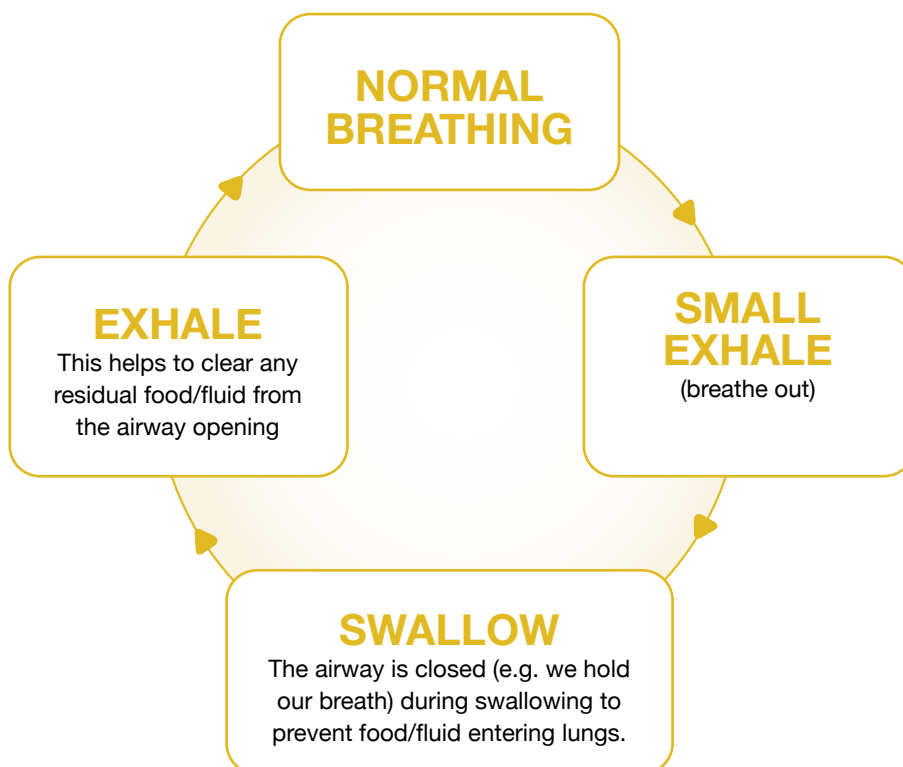 NORMAL
BREATHING
SMALL
EXHALE
(breathe out)
SWALLOW
The airway is closed (e.g. we hold
our breath) during swallowing to
prevent food/fluid entering lungs.
EXHALE
This helps to clear any
residual food/fluid from
the airway opening